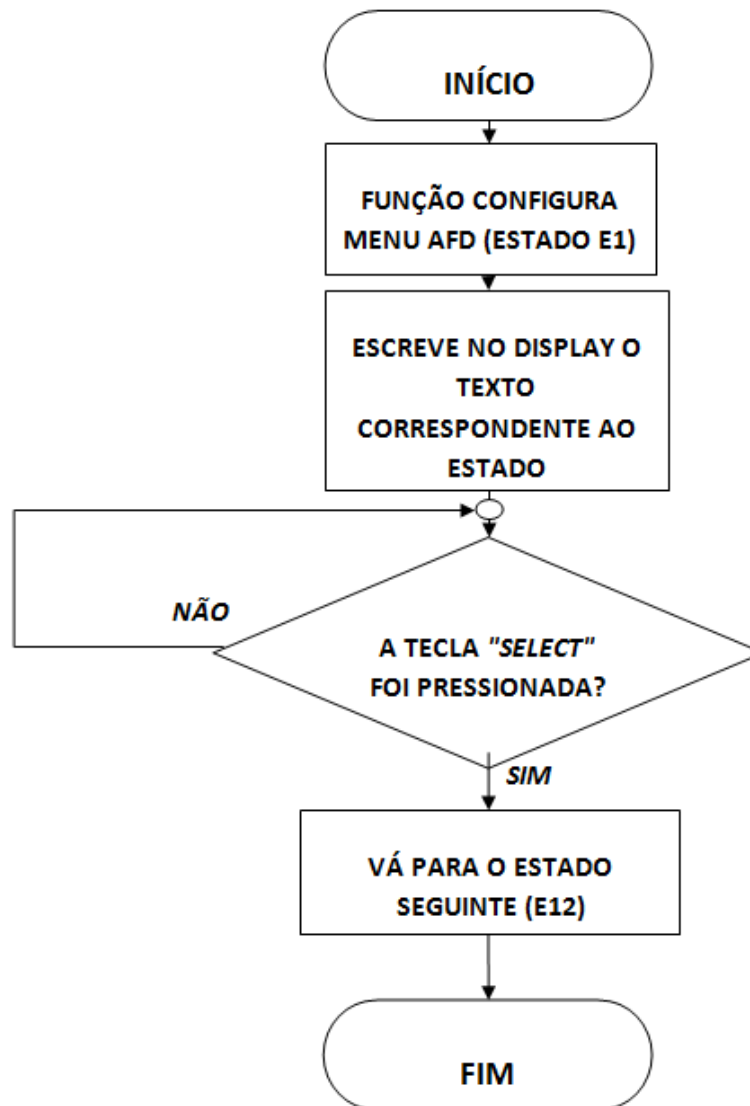 INÍCIO
FUNÇÃO CONFIGURA
MENU AFD (ESTADO E1)
ESCREVE NO DISPLAY O
TEXTO
CORRESPONDENTE AO
ESTADO
NÃO
A TECLA "SELECT"
FOI PRESSIONADA?
SIM
VÁ PARA O ESTADO
SEGUINTE (E12)
FIM